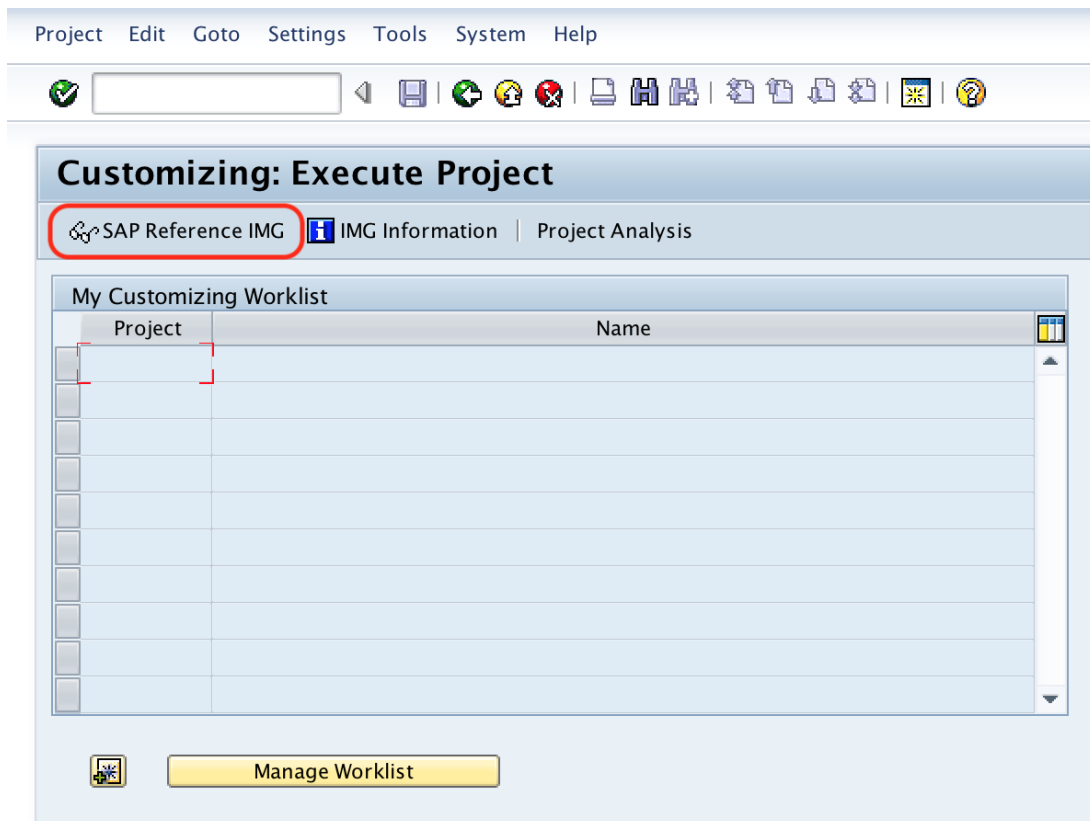 Project Edit Goto Settings Tools System Help
Customizing: Execute Project
SAP Reference IMG IMG Information Project Analysis
My Customizing Worklist
Project Name
Manage Worklist